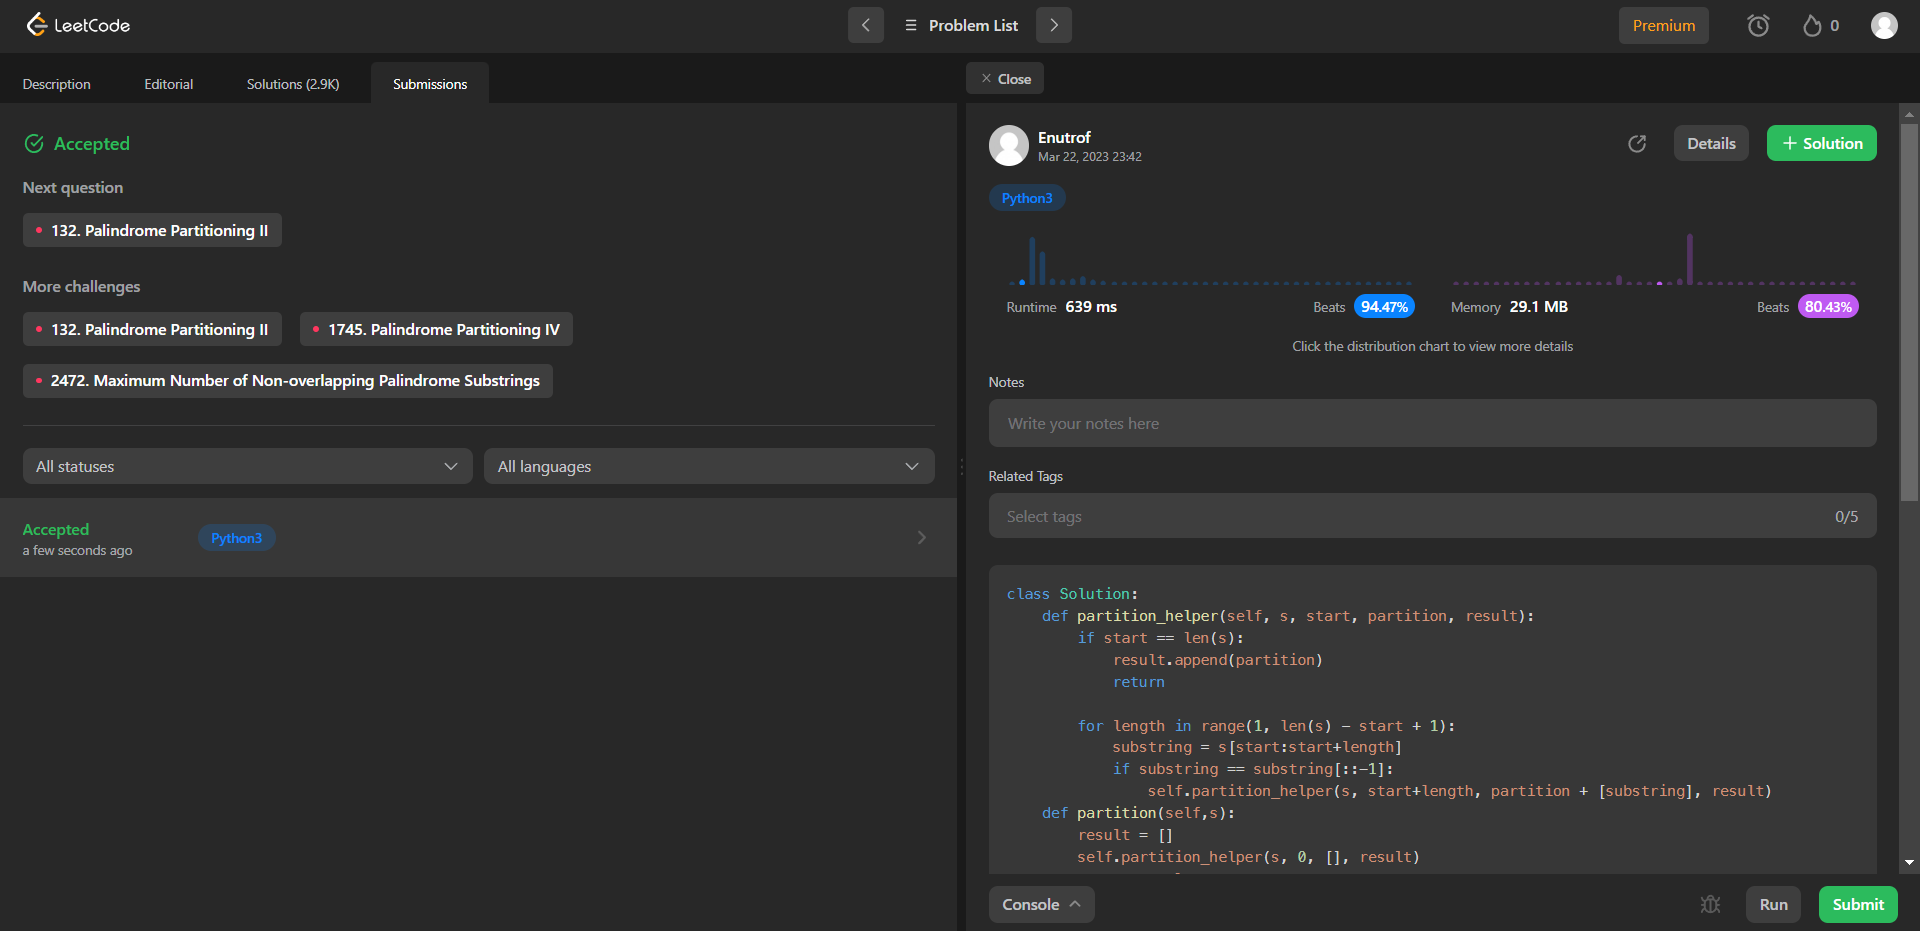 LeetCode
Problem List
Premium
0
Description
Editorial
Solutions (2.9K)
Submissions
Close
Accepted
Next question
132. Palindrome Partitioning II
More challenges
132. Palindrome Partitioning II
1745. Palindrome Partitioning IV
2472. Maximum Number of Non-overlapping Palindrome Substrings
All statuses
All languages
Accepted
a few seconds ago
Python3
Enutrof
Mar 22, 2023 23:42
Details
+ Solution
Python3
Runtime 639 ms
Beats 94.47%
Memory 29.1 MB
Beats 80.43%
Click the distribution chart to view more details
Notes
Write your notes here
Related Tags
Select tags
0/5
class Solution:
    def partition_helper(self, s, start, partition, result):
        if start == len(s):
            result.append(partition)
            return
        for length in range(1, len(s) - start + 1):
            substring = s[start:start+length]
            if substring == substring[::-1]:
                self.partition_helper(s, start+length, partition + [substring], result)
    def partition(self,s):
        result = []
        self.partition_helper(s, 0, [], result)
Console
Run
Submit